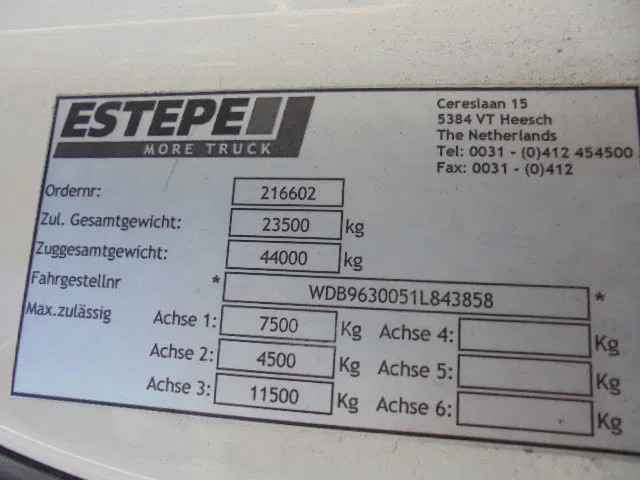 ESTEPE
MORE TRUCK
Cereslaan 15
5384 VT Heesch
The Netherlands
Tel: 0031 - (0)412 454500
Fax: 0031 - (0)412
Ordernr: 216602
Zul. Gesamtgewicht: 23500 kg
Zuggesamtgewicht: 44000 kg
Fahrgestellnr * WDB9630051L843858 *
Max.zulässig Achse 1: 7500 Kg Achse 4: Kg
Achse 2: 4500 Kg Achse 5: Kg
Achse 3: 11500 Kg Achse 6: Kg